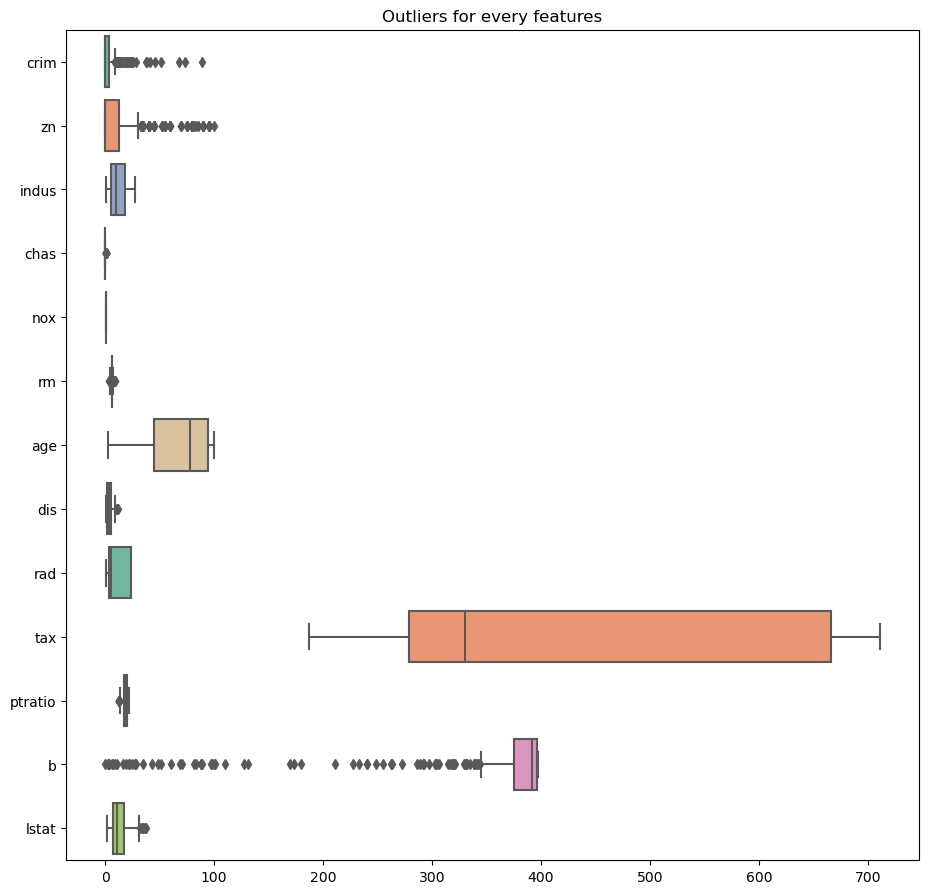 Outliers for every features
crim
zn
indus
chas
nox
rm
age
dis
rad
tax
ptratio
b
lstat
0 100 200 300 400 500 600 700